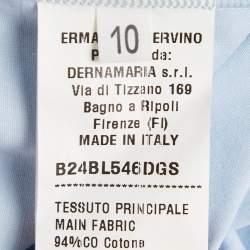 10
ERMA ERVINO
P da:
DERNAMARIA s.r.l.
Via di Tizzano 169
Bagno a Ripoli
Firenze (FI)
MADE IN ITALY
B24BL546DGS
TESSUTO PRINCIPALE
MAIN FABRIC
94%CO Cotone